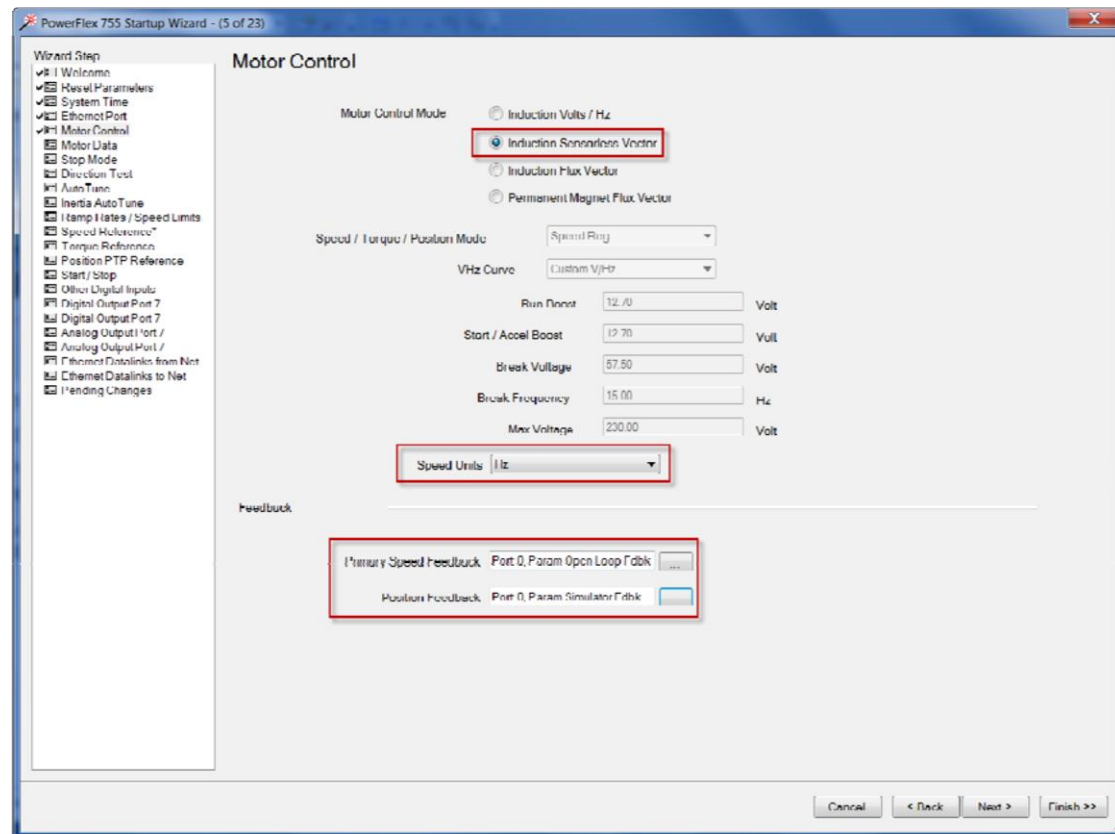 PowerFlex 755 Startup Wizard - (5 of 23)
X
Wizard Step
Welcome
Reset Parameters
System Time
Ethernet Port
Motor Control
Motor Data
Stop Mode
Direction Test
AutoTune
Inertia AutoTune
Ramp Rates / Speed Limits
Speed Reference*
Torque Reference
Position PTP Reference
Start / Stop
Other Digital Inputs
Digital Output Port 7
Digital Output Port 7
Analog Output Port 7
Analog Output Port 7
Ethernet Datalinks from Net
Ethernet Datalinks to Net
Pending Changes
Motor Control
Motor Control Mode
Induction Volts / Hz
Induction Sensorless Vector
Induction Flux Vector
Permanent Magnet Flux Vector
Speed / Torque / Position Mode Speed Reg
VHz Curve Custom V/Hz
Run Boost 12.70 Volt
Start / Accel Boost 12.70 Volt
Break Voltage 57.50 Volt
Break Frequency 15.00 Hz
Max Voltage 230.00 Volt
Speed Units Hz
Feedback
Primary Speed Feedback Port 0, Param Open Loop Fdbk ...
Position Feedback Port 0, Param Simulator Fdbk
Cancel < Back Next > Finish >>